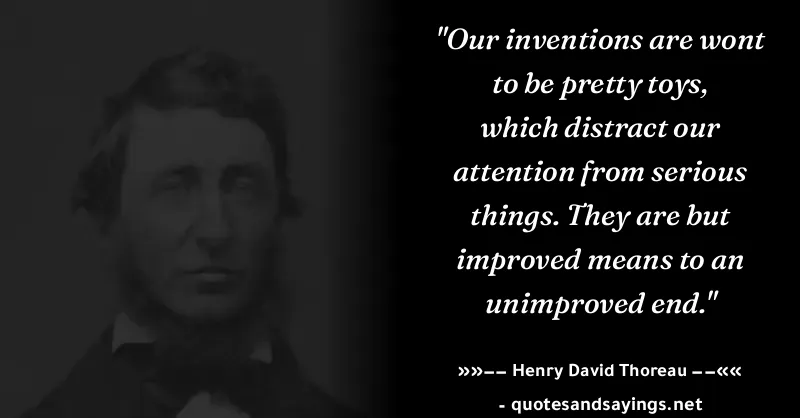 "Our inventions are wont
to be pretty toys,
which distract our
attention from serious
things. They are but
improved means to an
unimproved end."
»»–– Henry David Thoreau ––««
- quotesandsayings.net